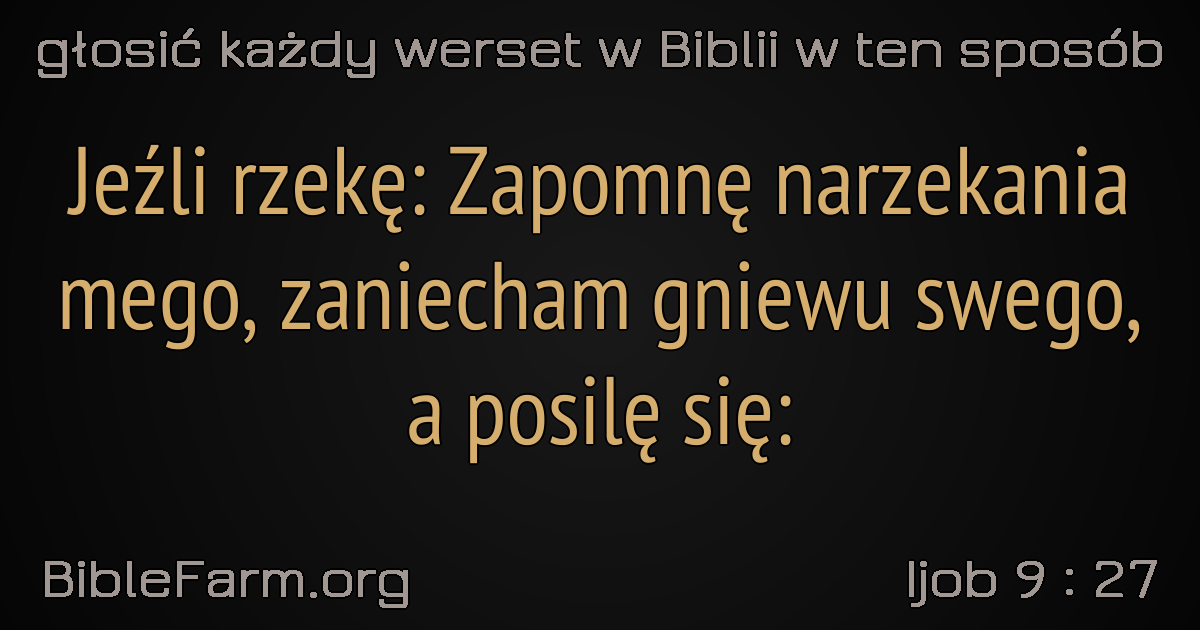 głosić każdy werset w Biblii w ten sposób
Jeźli rzekę: Zapomnę narzekania
mego, zaniecham gniewu swego,
a posilę się:
BibleFarm.org
Ijob 9 : 27